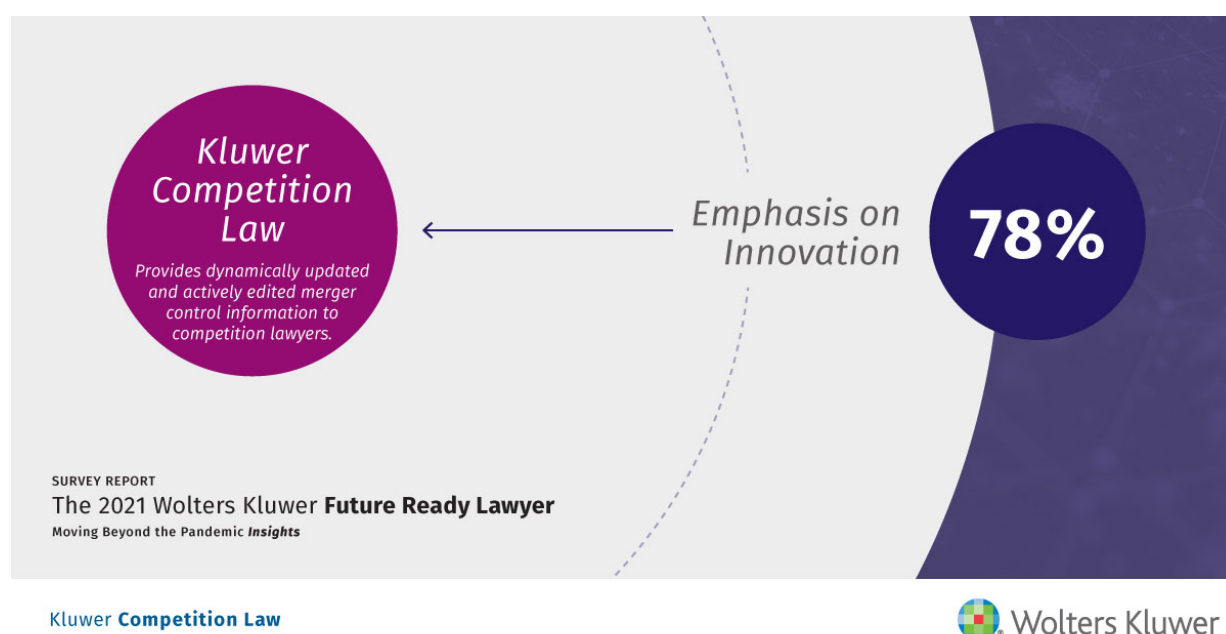 Kluwer
Competition
Law
Provides dynamically updated
and actively edited merger
control information to
competition lawyers.
Emphasis on
Innovation
78%
SURVEY REPORT
The 2021 Wolters Kluwer Future Ready Lawyer
Moving Beyond the Pandemic Insights
Kluwer Competition Law
Wolters Kluwer